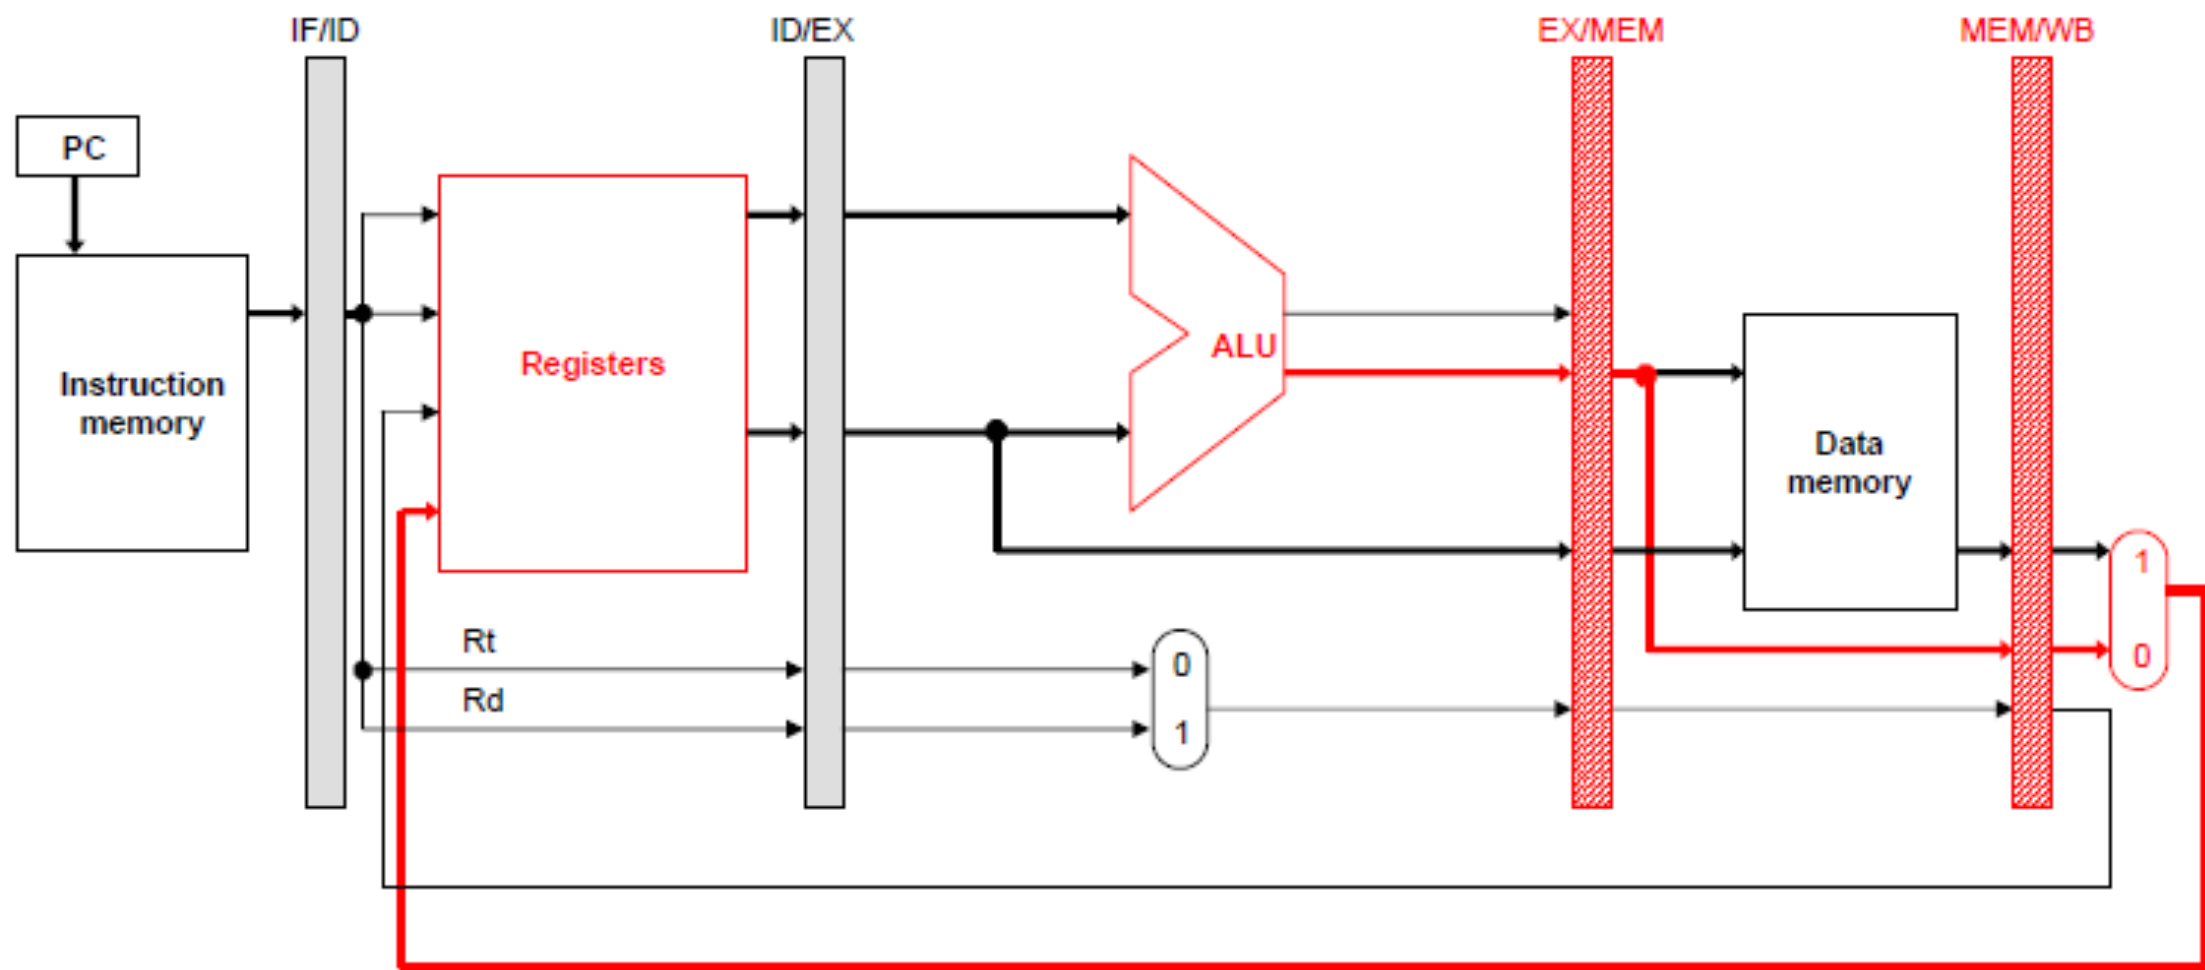 IF/ID
ID/EX
EX/MEM
MEM/WB
PC
Instruction
memory
Registers
ALU
Data
memory
1
0
Rt
Rd
0
1